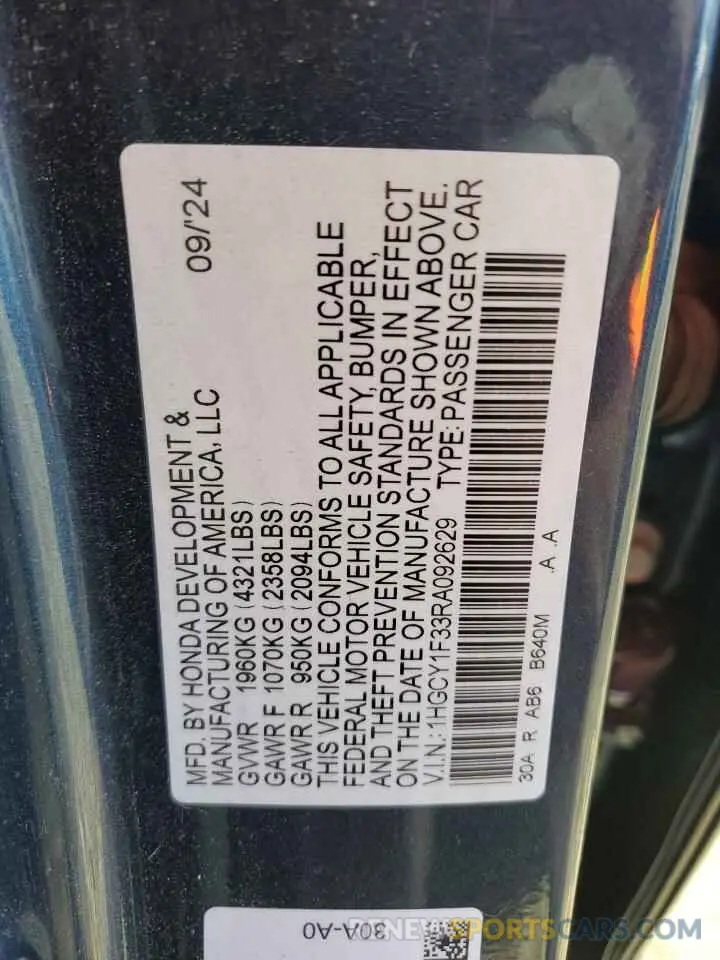 MFD. BY HONDA DEVELOPMENT &
MANUFACTURING OF AMERICA, LLC 09/'24
GVWR 1960KG (4321LBS)
GAWR F 1070KG (2358LBS)
GAWR R 950KG (2094LBS)
THIS VEHICLE CONFORMS TO ALL APPLICABLE
FEDERAL MOTOR VEHICLE SAFETY, BUMPER,
AND THEFT PREVENTION STANDARDS IN EFFECT
ON THE DATE OF MANUFACTURE SHOWN ABOVE.
V.I.N.: 1HGCY1F33RA092629 TYPE: PASSENGER CAR
30A R AB6 B640M .A .A
30A-A0
RENEWSPORTSCARS.COM